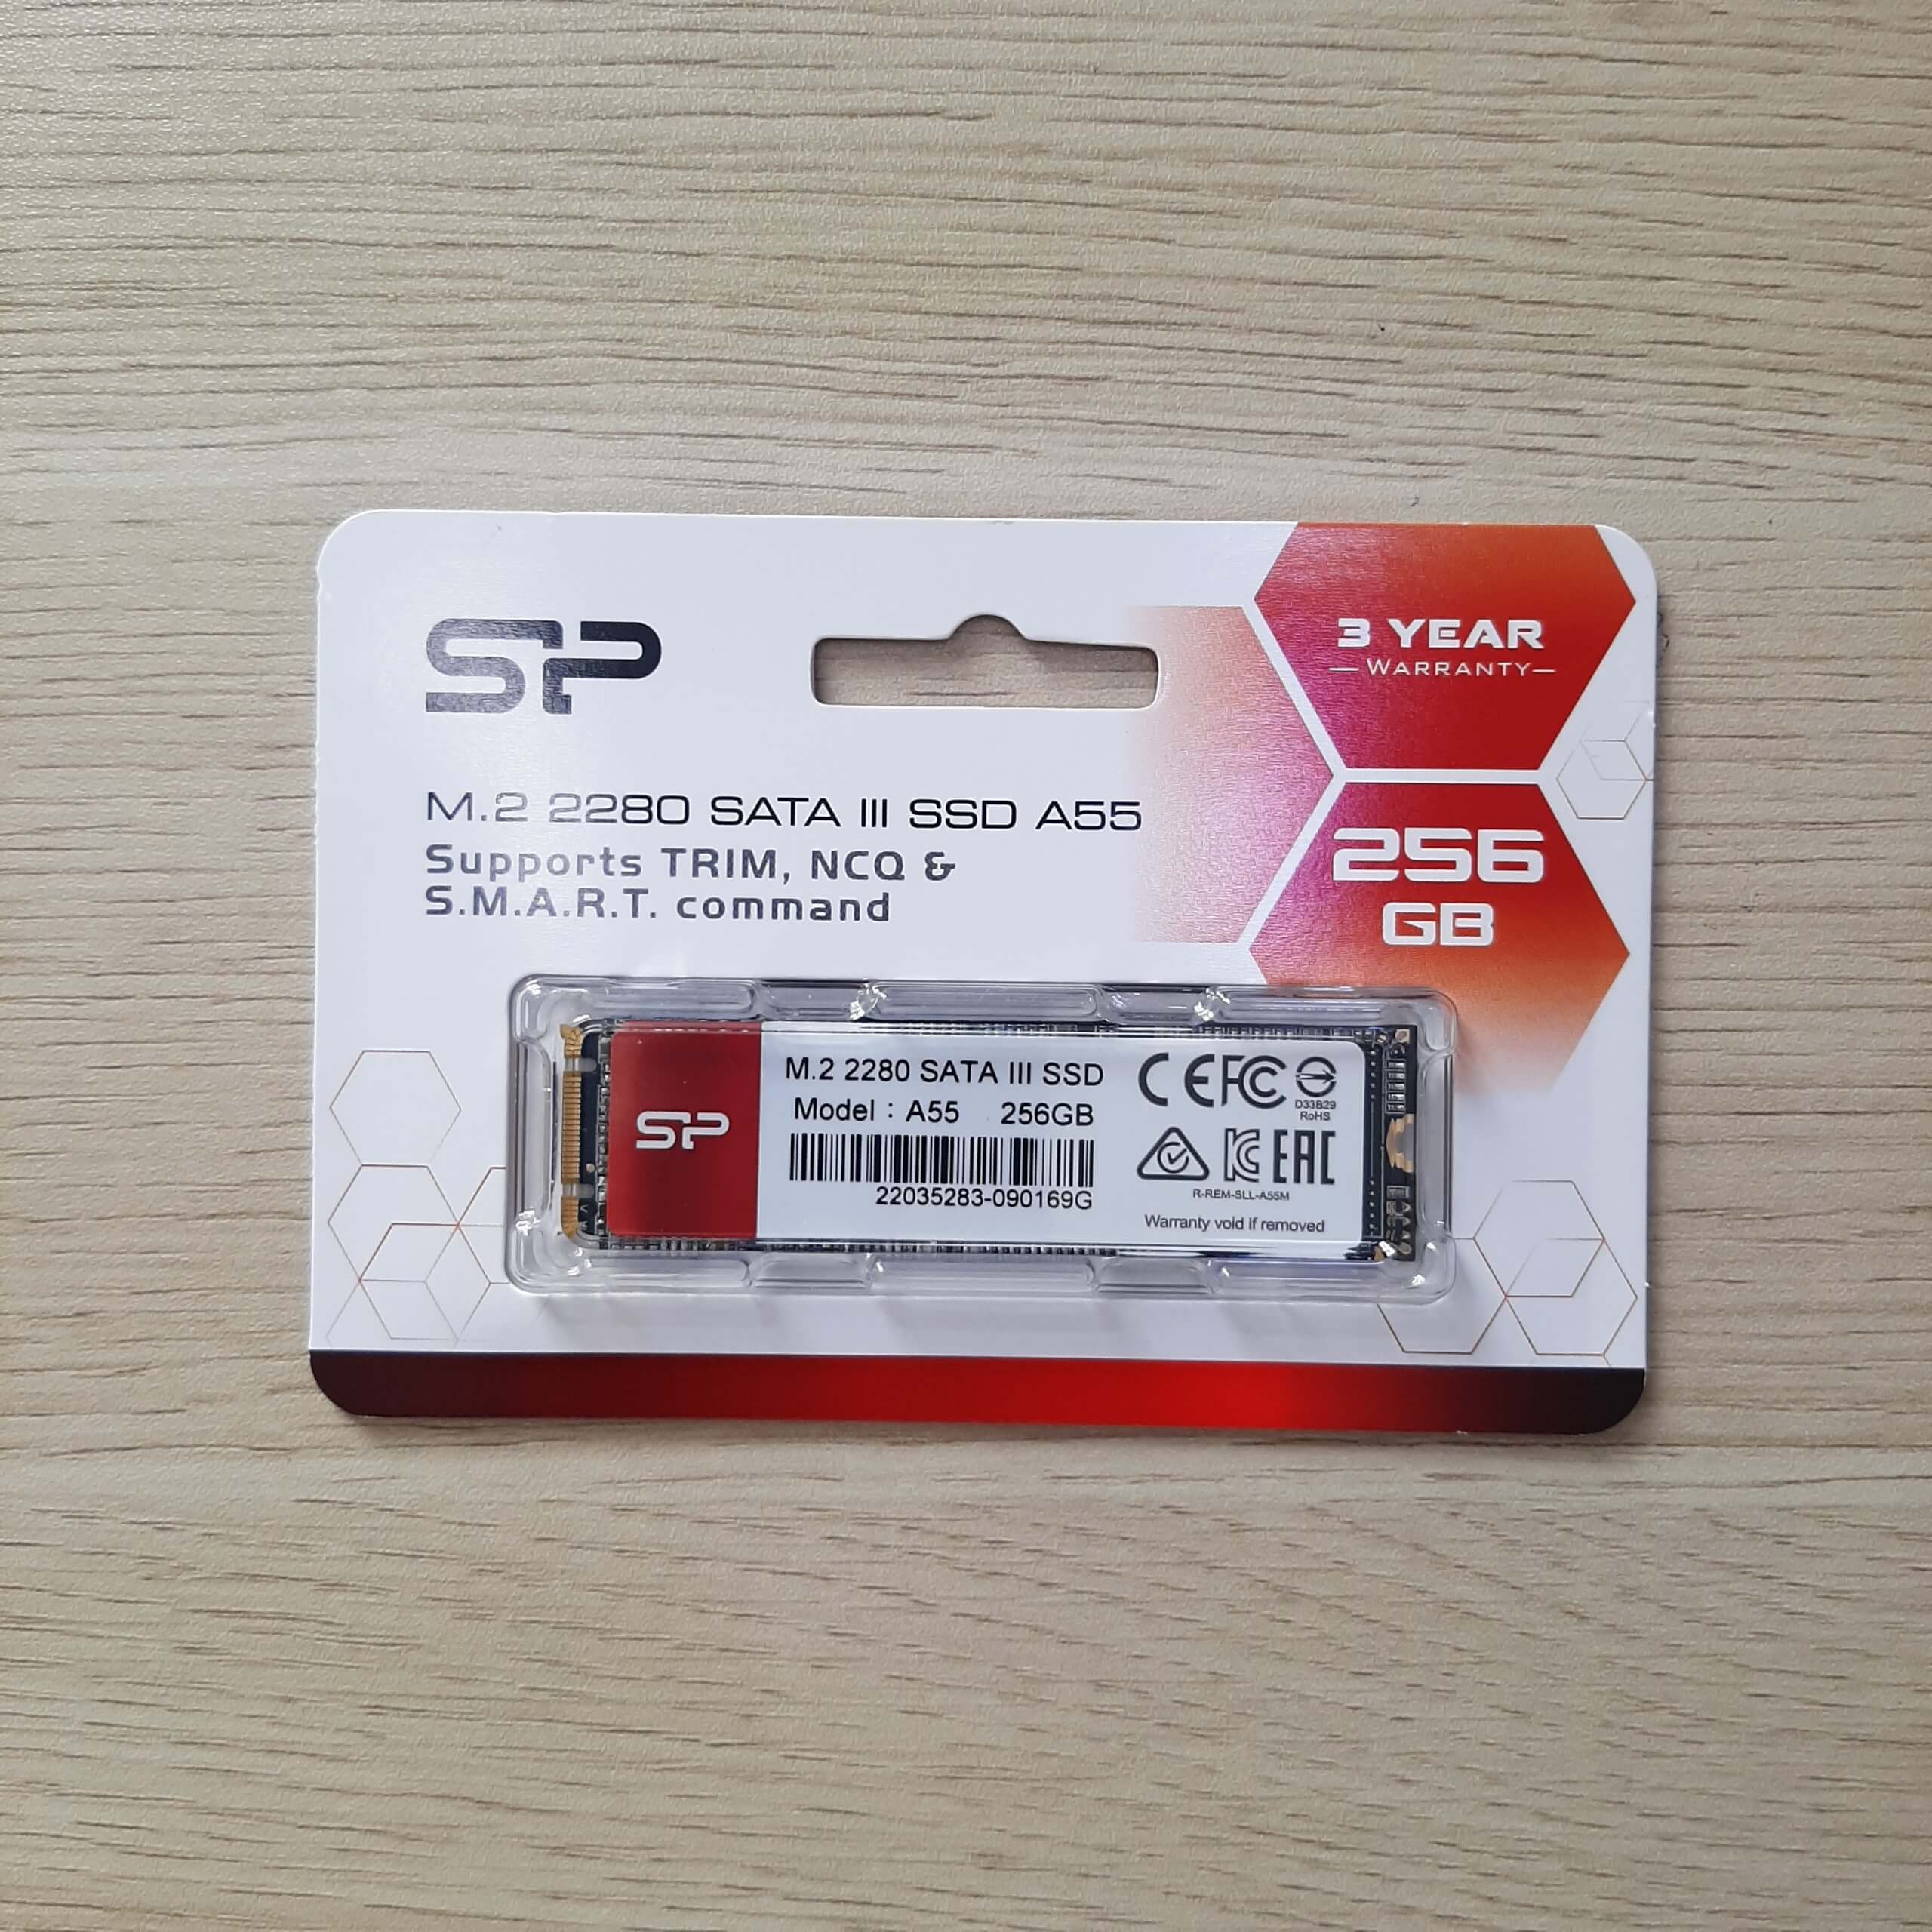 SP
3 YEAR
WARRANTY
M.2 2280 SATA III SSD A55
Supports TRIM, NCQ &
S.M.A.R.T. command
256
GB
SP
M.2 2280 SATA III SSD
Model : A55 256GB
22035283-090169G
CE FC
D33B29
RoHS
KC EAC
R-REM-SLL-A55M
Warranty void if removed